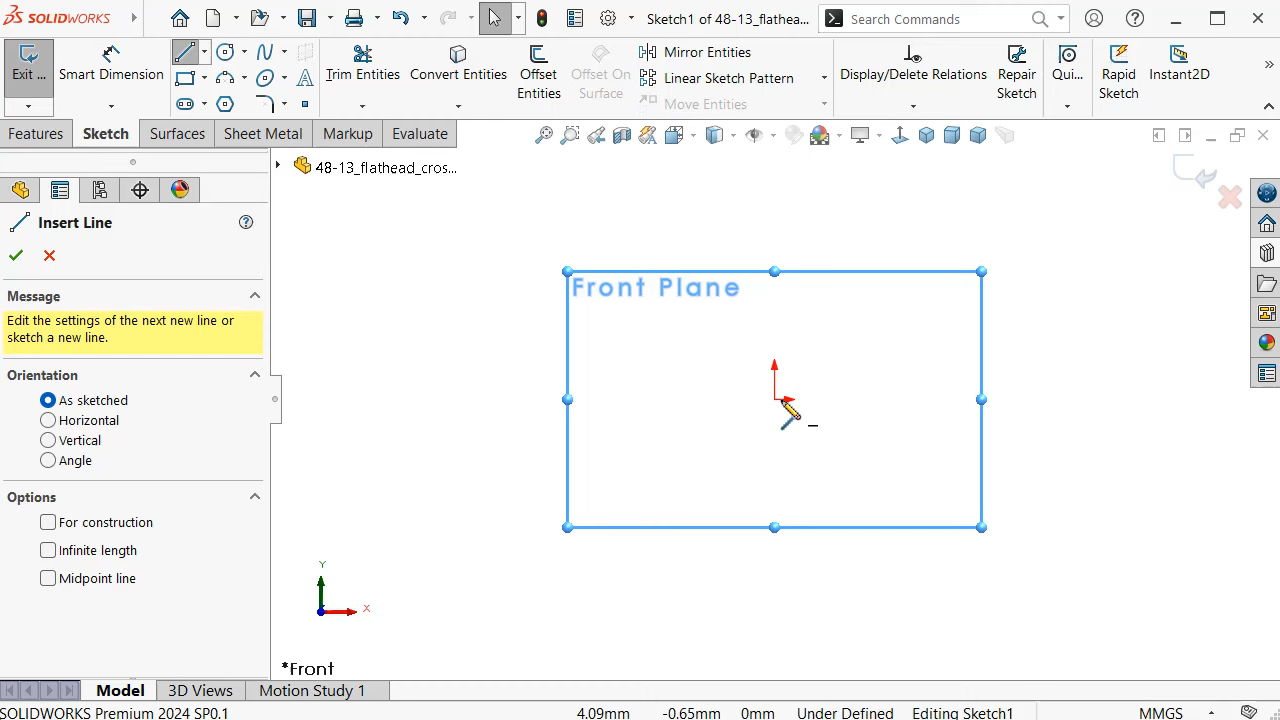 SOLIDWORKS
Sketch1 of 48-13_flathea...
Search Commands
Exit ...
Smart Dimension
Trim Entities
Convert Entities
Offset Entities
Offset On Surface
Mirror Entities
Linear Sketch Pattern
Move Entities
Display/Delete Relations
Repair Sketch
Qui...
Rapid Sketch
Instant2D
Features
Sketch
Surfaces
Sheet Metal
Markup
Evaluate
48-13_flathead_cros...
Insert Line
Message
Edit the settings of the next new line or
sketch a new line.
Orientation
As sketched
Horizontal
Vertical
Angle
Options
For construction
Infinite length
Midpoint line
Front Plane
Y
X
*Front
Model
3D Views
Motion Study 1
SOLIDWORKS Premium 2024 SP0.1
4.09mm
-0.65mm
0mm
Under Defined
Editing Sketch1
MMGS